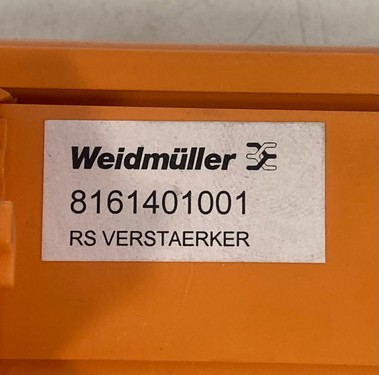 Weidmüller
8161401001
RS VERSTAERKER